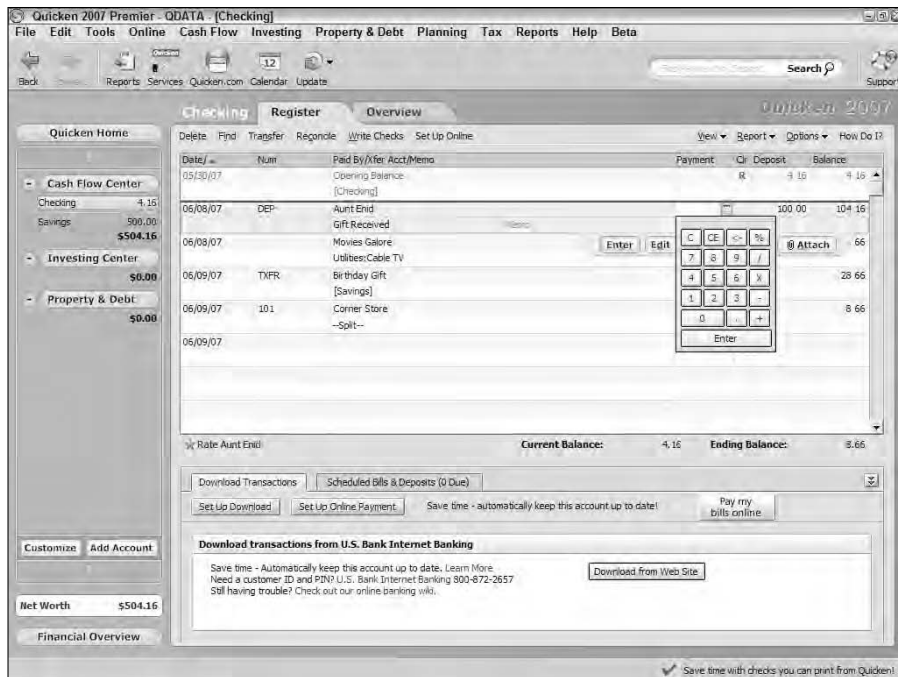 Quicken 2007 Premier - QDATA - [Checking]
File Edit Tools Online Cash Flow Investing Property & Debt Planning Tax Reports Help Beta
Back Reports Services Quicken.com Calendar Update Search Support
12
Checking Register Overview Quicken 2007
Quicken Home
Delete Find Transfer Reconcile Write Checks Set Up Online View Report Options How Do I?
Date/ Num Paid By/Xfer Acct/Memo Payment Clr Deposit Balance
05/30/07 Opening Balance R 4 16 4 16
[Checking]
06/08/07 DEP Aunt Enid 100.00 104 16
Gift Received Memo
06/08/07 Movies Galore Enter Edit Attach 66
Utilities:Cable TV
06/09/07 TXFR Birthday Gift 28 66
[Savings]
06/09/07 101 Corner Store 8 66
--Split--
06/09/07
C CE <- %
7 8 9 /
4 5 6 X
1 2 3 -
0 . +
Enter
- Cash Flow Center
Checking 4.16
Savings 500.00
$504.16
- Investing Center
$0.00
- Property & Debt
$0.00
Customize Add Account
Net Worth $504.16
Financial Overview
Rate Aunt Enid Current Balance: 4.16 Ending Balance: 8.66
Download Transactions Scheduled Bills & Deposits (0 Due)
Set Up Download Set Up Online Payment Save time - automatically keep this account up to date! Pay my bills online
Download transactions from U.S. Bank Internet Banking
Save time - Automatically keep this account up to date. Learn More
Need a customer ID and PIN? U.S. Bank Internet Banking 800-872-2657
Still having trouble? Check out our online banking wiki.
Download from Web Site
Save time with checks you can print from Quicken!